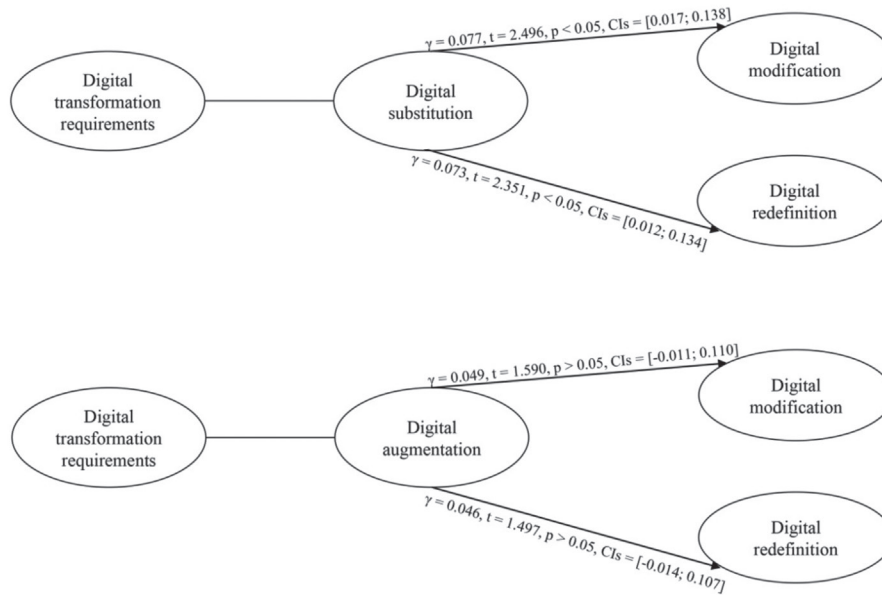 γ = 0.077, t = 2.496, p < 0.05, CIs = [0.017; 0.138]
Digital
transformation
requirements
Digital
substitution
Digital
modification
γ = 0.073, t = 2.351, p < 0.05, CIs = [0.012; 0.134]
Digital
redefinition
γ = 0.049, t = 1.590, p > 0.05, CIs = [-0.011; 0.110]
Digital
transformation
requirements
Digital
augmentation
Digital
modification
γ = 0.046, t = 1.497, p > 0.05, CIs = [-0.014; 0.107]
Digital
redefinition